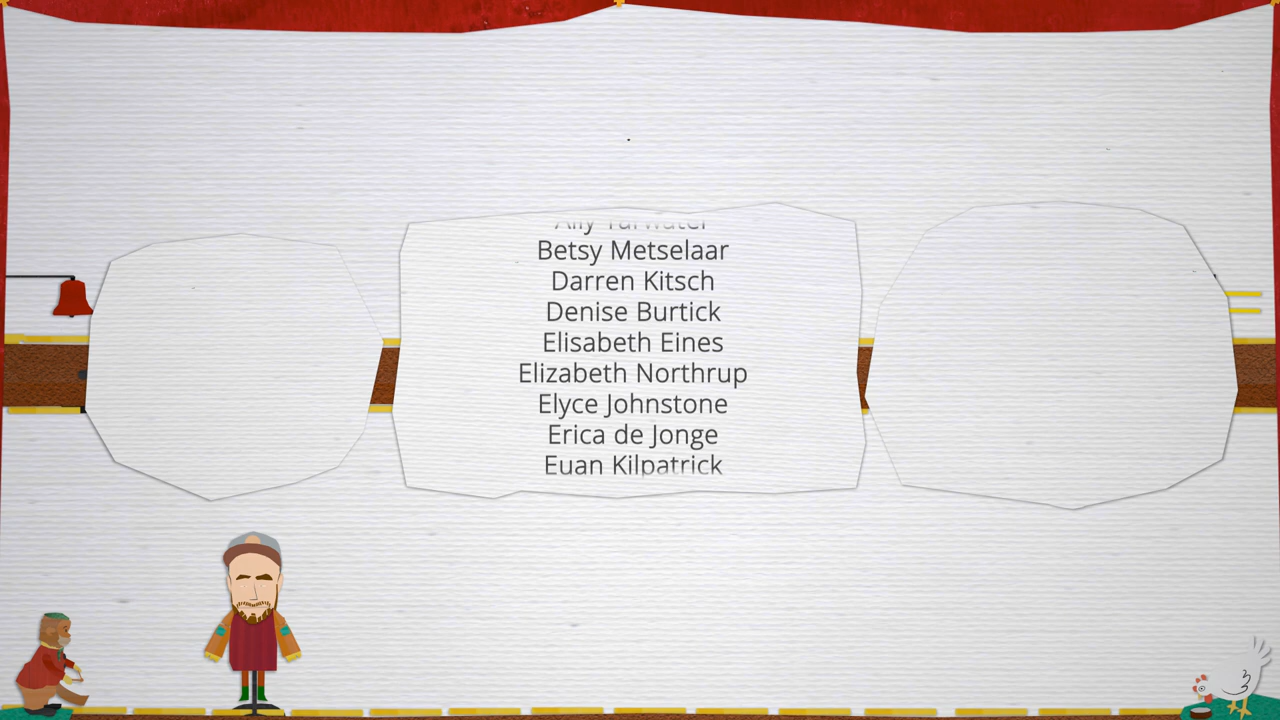 Betsy Metselaar
Darren Kitsch
Denise Burtick
Elisabeth Eines
Elizabeth Northrup
Elyce Johnstone
Erica de Jonge
Euan Kilpatrick